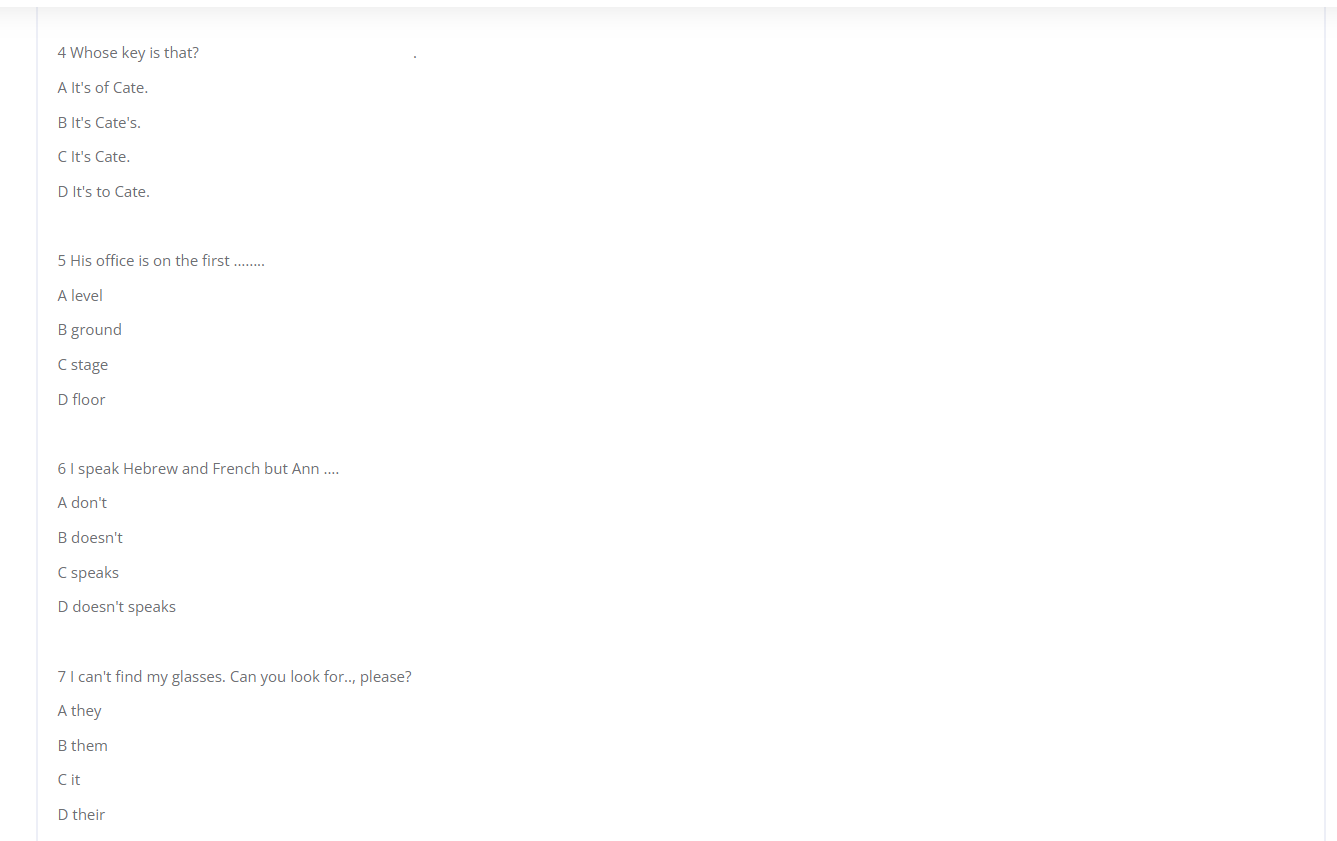 4 Whose key is that? .
A It's of Cate.
B It's Cate's.
C It's Cate.
D It's to Cate.
5 His office is on the first ........
A level
B ground
C stage
D floor
6 I speak Hebrew and French but Ann ....
A don't
B doesn't
C speaks
D doesn't speaks
7 I can't find my glasses. Can you look for.., please?
A they
B them
C it
D their